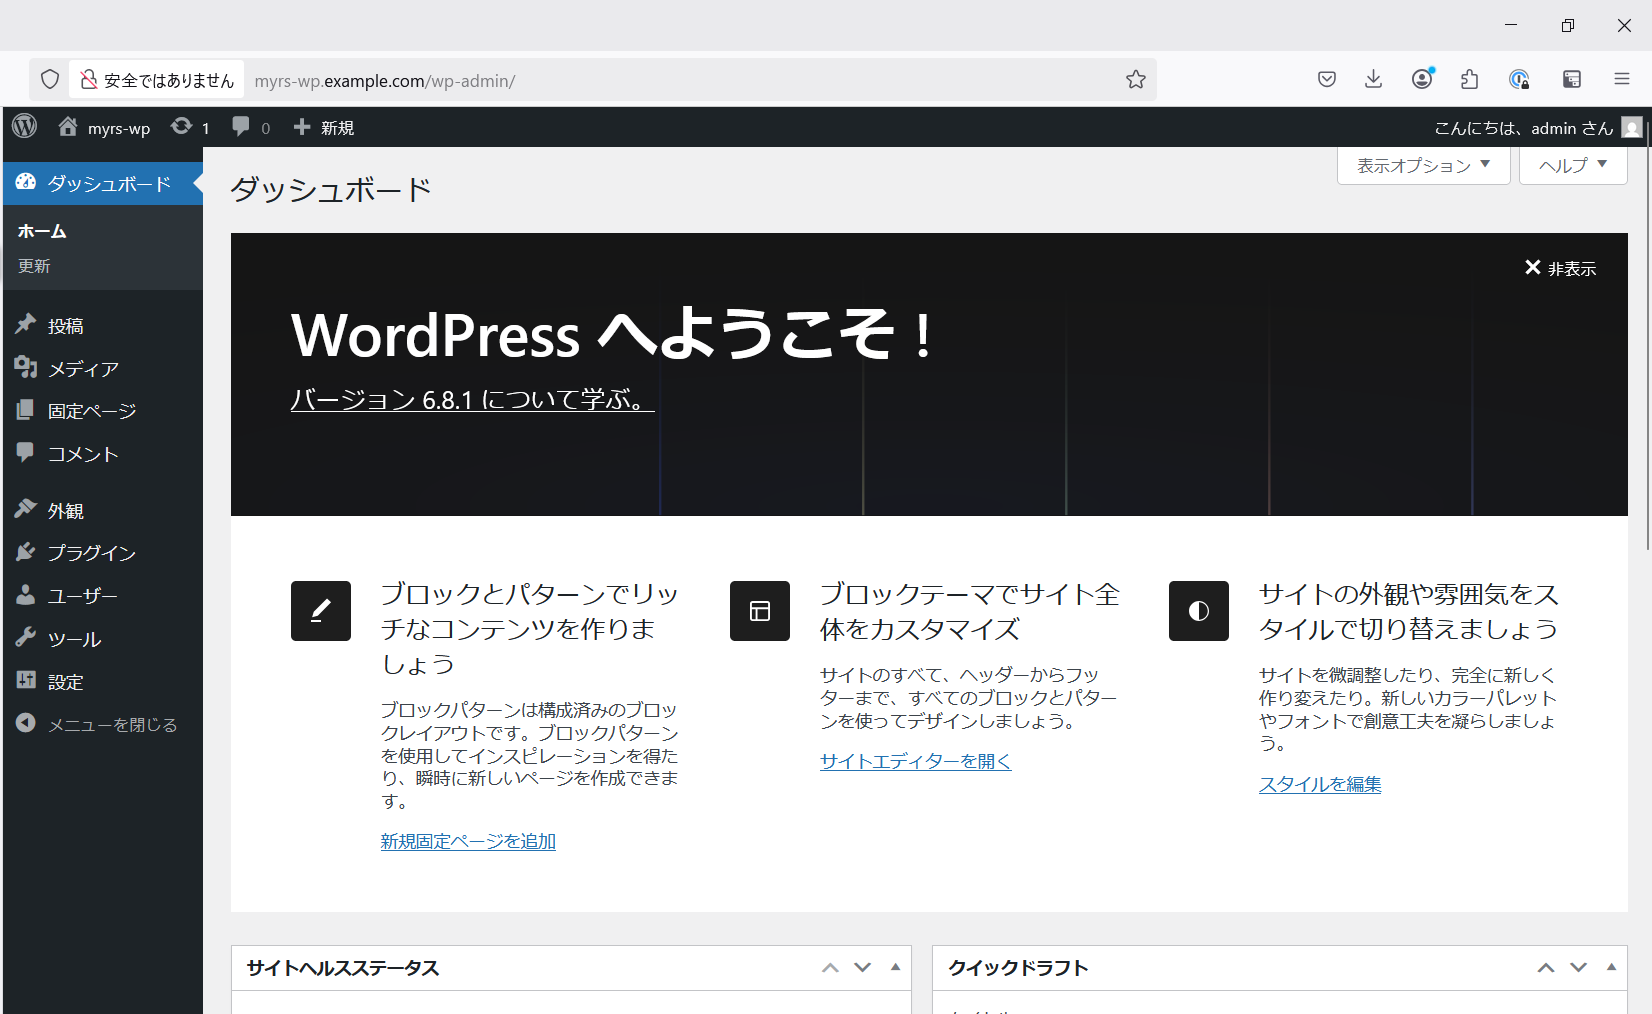 安全ではありません
myrs-wp.example.com/wp-admin/
myrs-wp
1
0
新規
こんにちは、admin さん
ダッシュボード
ホーム
更新
投稿
メディア
固定ページ
コメント
外観
プラグイン
ユーザー
ツール
設定
メニューを閉じる
表示オプション
ヘルプ
ダッシュボード
非表示
WordPress へようこそ !
バージョン 6.8.1 について学ぶ。
ブロックとパターンでリッ
チなコンテンツを作りま
しょう
ブロックパターンは構成済みのブロッ
クレイアウトです。ブロックパターン
を使用してインスピレーションを得た
り、瞬時に新しいページを作成できま
す。
新規固定ページを追加
ブロックテーマでサイト全
体をカスタマイズ
サイトのすべて、ヘッダーからフッ
ターまで、すべてのブロックとパター
ンを使ってデザインしましょう。
サイトエディターを開く
サイトの外観や雰囲気をス
タイルで切り替えましょう
サイトを微調整したり、完全に新しく
作り変えたり。新しいカラーパレット
やフォントで創意工夫を凝らしましょ
う。
スタイルを編集
サイトヘルスステータス
クイックドラフト